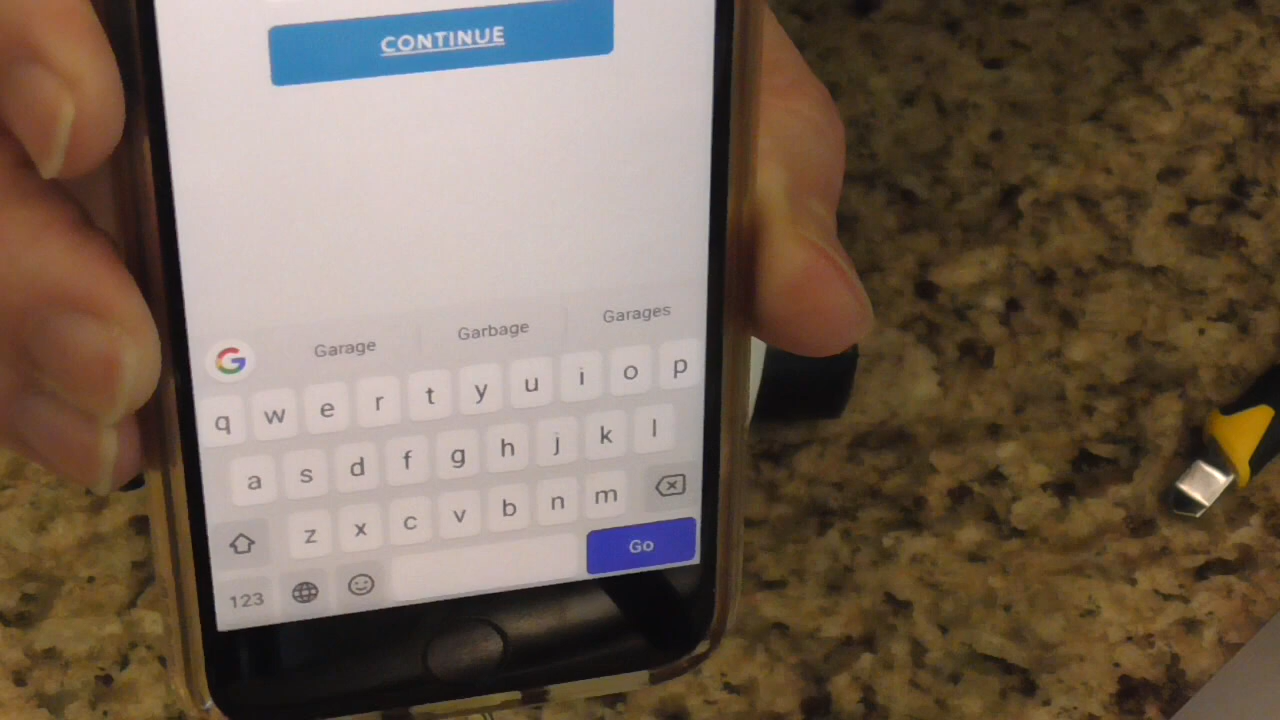 CONTINUE
Garage Garbage Garages
q w e r t y u i o p
a s d f g h j k l
z x c v b n m
123 Go